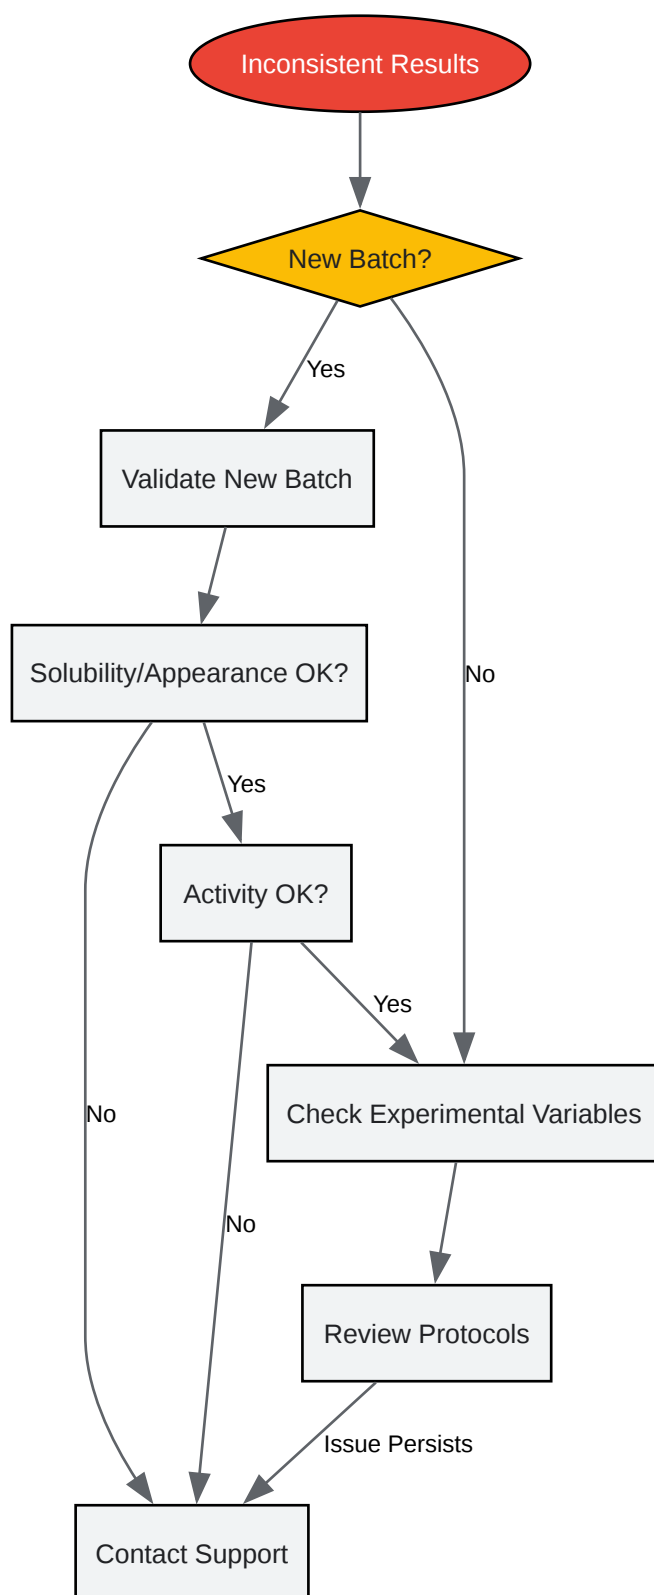 Inconsistent Results
New Batch?
Yes
Validate New Batch
Solubility/Appearance OK?
No
Yes
Activity OK?
Yes
No
Check Experimental Variables
No
Review Protocols
Issue Persists
Contact Support